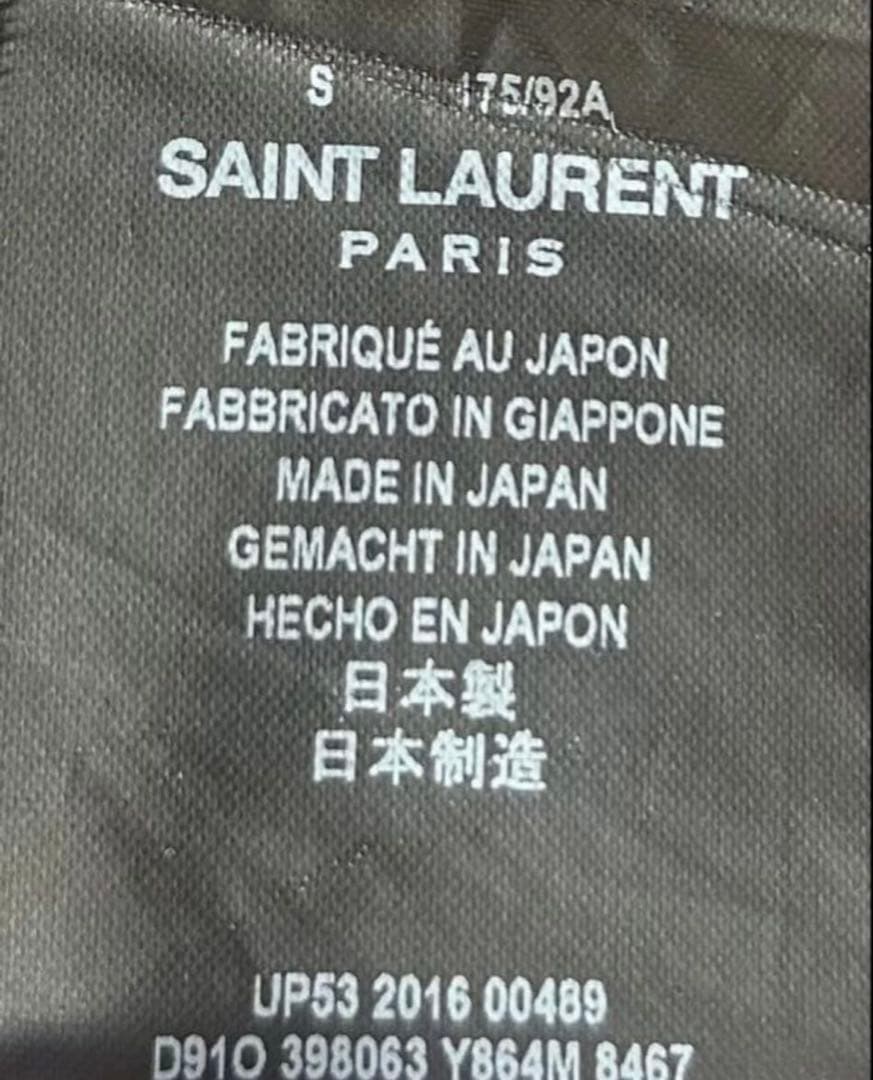 S 175/92A
SAINT LAURENT
PARIS
FABRIQUÉ AU JAPON
FABBRICATO IN GIAPPONE
MADE IN JAPAN
GEMACHT IN JAPAN
HECHO EN JAPON
日本製
日本制造
UP53 2016 00489
D91O 398063 Y864M 8467